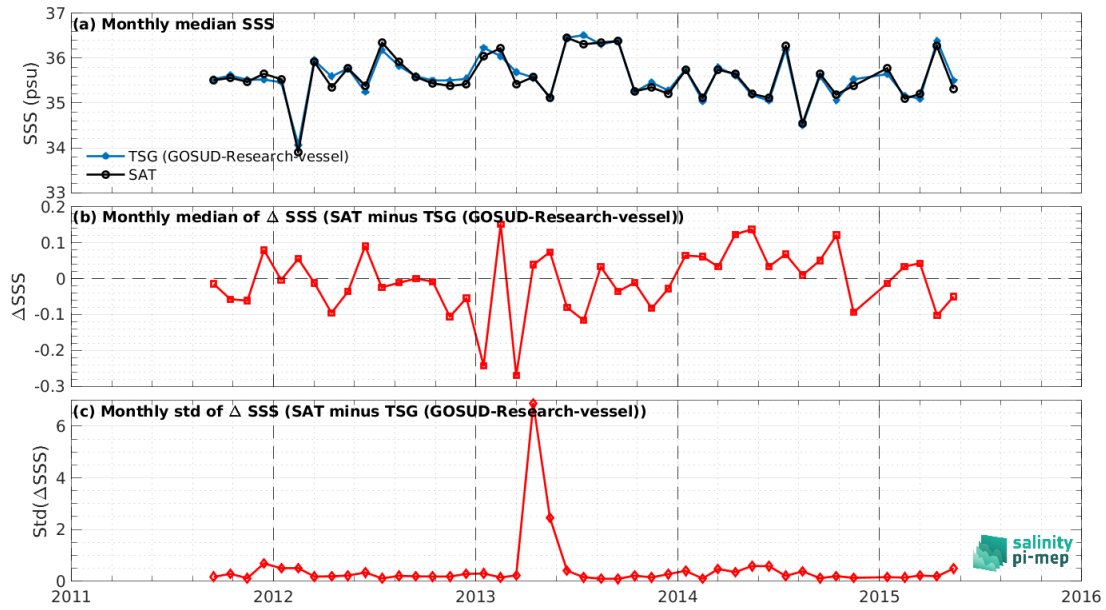 (a) Monthly median SSS
37
36
35
34
33
SSS (psu)
TSG (GOSUD-Research-vessel)
SAT
(b) Monthly median of Δ SSS (SAT minus TSG (GOSUD-Research-vessel))
0.2
0.1
0
-0.1
-0.2
-0.3
ΔSSS
(c) Monthly std of Δ SSS (SAT minus TSG (GOSUD-Research-vessel))
6
4
2
0
Std(ΔSSS)
salinity
pi-mep
2011
2012
2013
2014
2015
2016